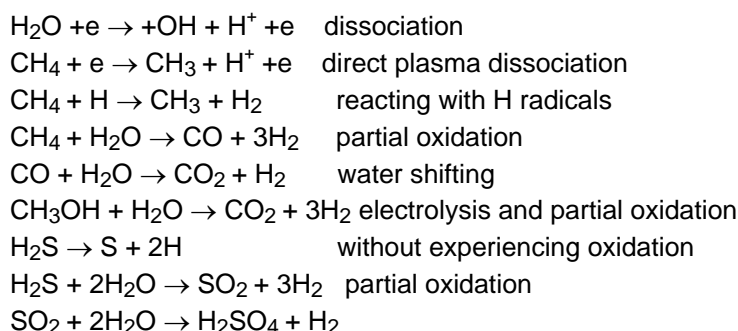 H₂O +e → +OH + H⁺ +e dissociation
CH₄ + e → CH₃ + H⁺ +e direct plasma dissociation
CH₄ + H → CH₃ + H₂ reacting with H radicals
CH₄ + H₂O → CO + 3H₂ partial oxidation
CO + H₂O → CO₂ + H₂ water shifting
CH₃OH + H₂O → CO₂ + 3H₂ electrolysis and partial oxidation
H₂S → S + 2H without experiencing oxidation
H₂S + 2H₂O → SO₂ + 3H₂ partial oxidation
SO₂ + 2H₂O → H₂SO₄ + H₂